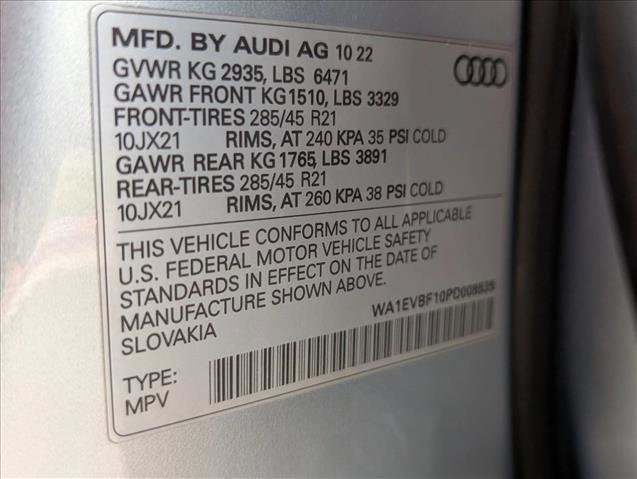 MFD. BY AUDI AG 10 22
GVWR KG 2935, LBS 6471
GAWR FRONT KG1510, LBS 3329
FRONT-TIRES 285/45 R21
10JX21 RIMS, AT 240 KPA 35 PSI COLD
GAWR REAR KG 1765, LBS 3891
REAR-TIRES 285/45 R21
10JX21 RIMS, AT 260 KPA 38 PSI COLD
THIS VEHICLE CONFORMS TO ALL APPLICABLE
U.S. FEDERAL MOTOR VEHICLE SAFETY
STANDARDS IN EFFECT ON THE DATE OF
MANUFACTURE SHOWN ABOVE.
SLOVAKIA
TYPE:
MPV